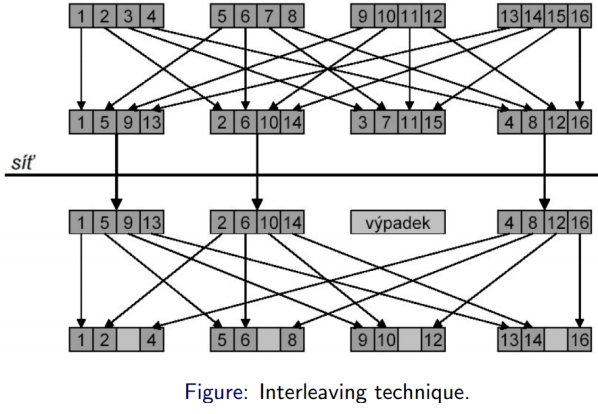 1 2 3 4 5 6 7 8 9 10 11 12 13 14 15 16
1 5 9 13 2 6 10 14 3 7 11 15 4 8 12 16
síť
1 5 9 13 2 6 10 14 výpadek 4 8 12 16
1 2 4 5 6 8 9 10 12 13 14 16
Figure: Interleaving technique.